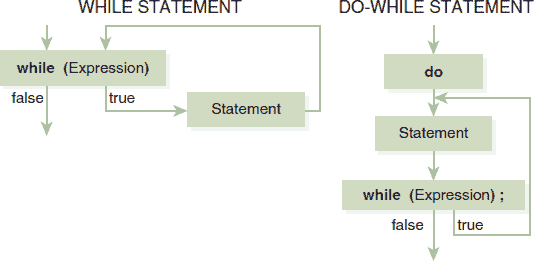 WHILE STATEMENT
while (Expression)
false
true
Statement
DO-WHILE STATEMENT
do
Statement
while (Expression) ;
false
true